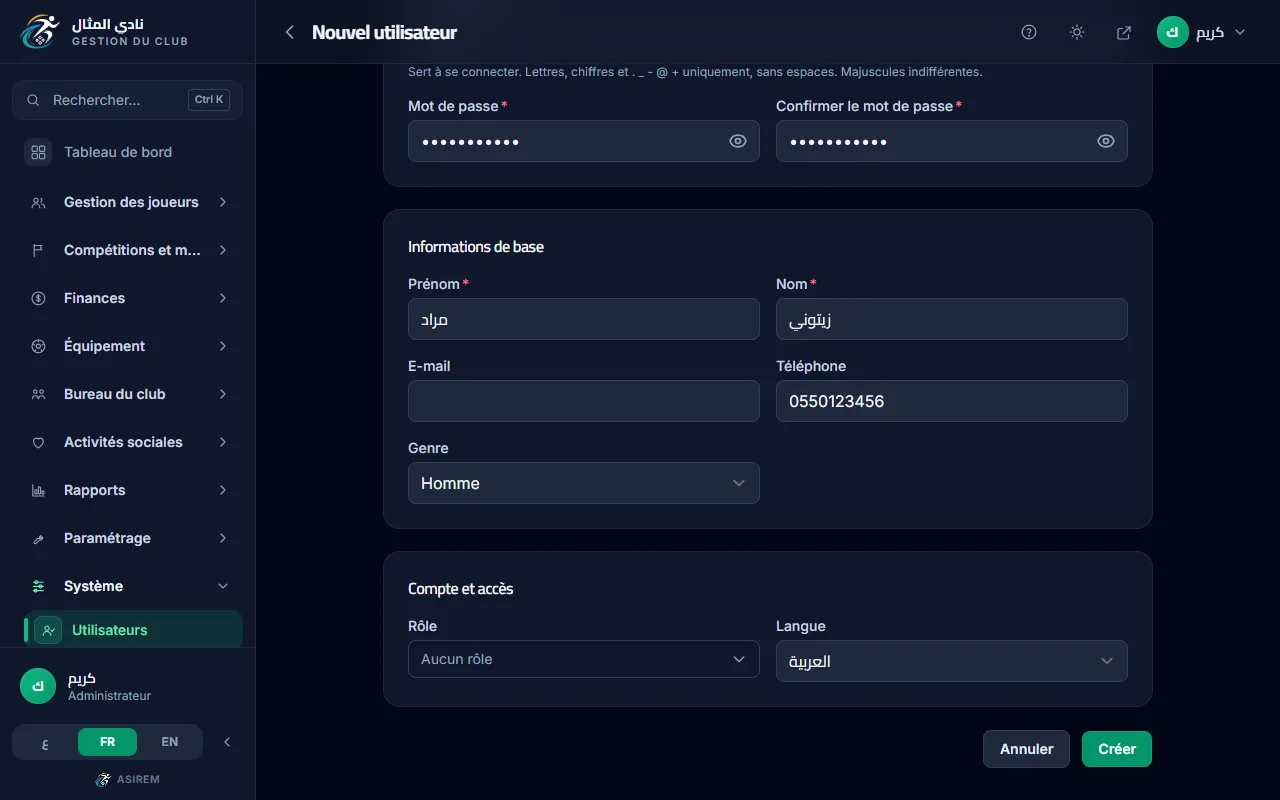 نادي المثال
GESTION DU CLUB
Nouvel utilisateur
ك
كريم
Rechercher...
Ctrl K
Tableau de bord
Gestion des joueurs
Compétitions et m...
Finances
Équipement
Bureau du club
Activités sociales
Rapports
Paramétrage
Système
Utilisateurs
ك
كريم
Administrateur
ع
FR
EN
ASIREM
Sert à se connecter. Lettres, chiffres et . _ - @ + uniquement, sans espaces. Majuscules indifférentes.
Mot de passe *
Confirmer le mot de passe *
•••••••••••
•••••••••••
Informations de base
Prénom *
Nom *
مراد
زيتوني
E-mail
Téléphone
0550123456
Genre
Homme
Compte et accès
Rôle
Langue
Aucun rôle
العربية
Annuler
Créer